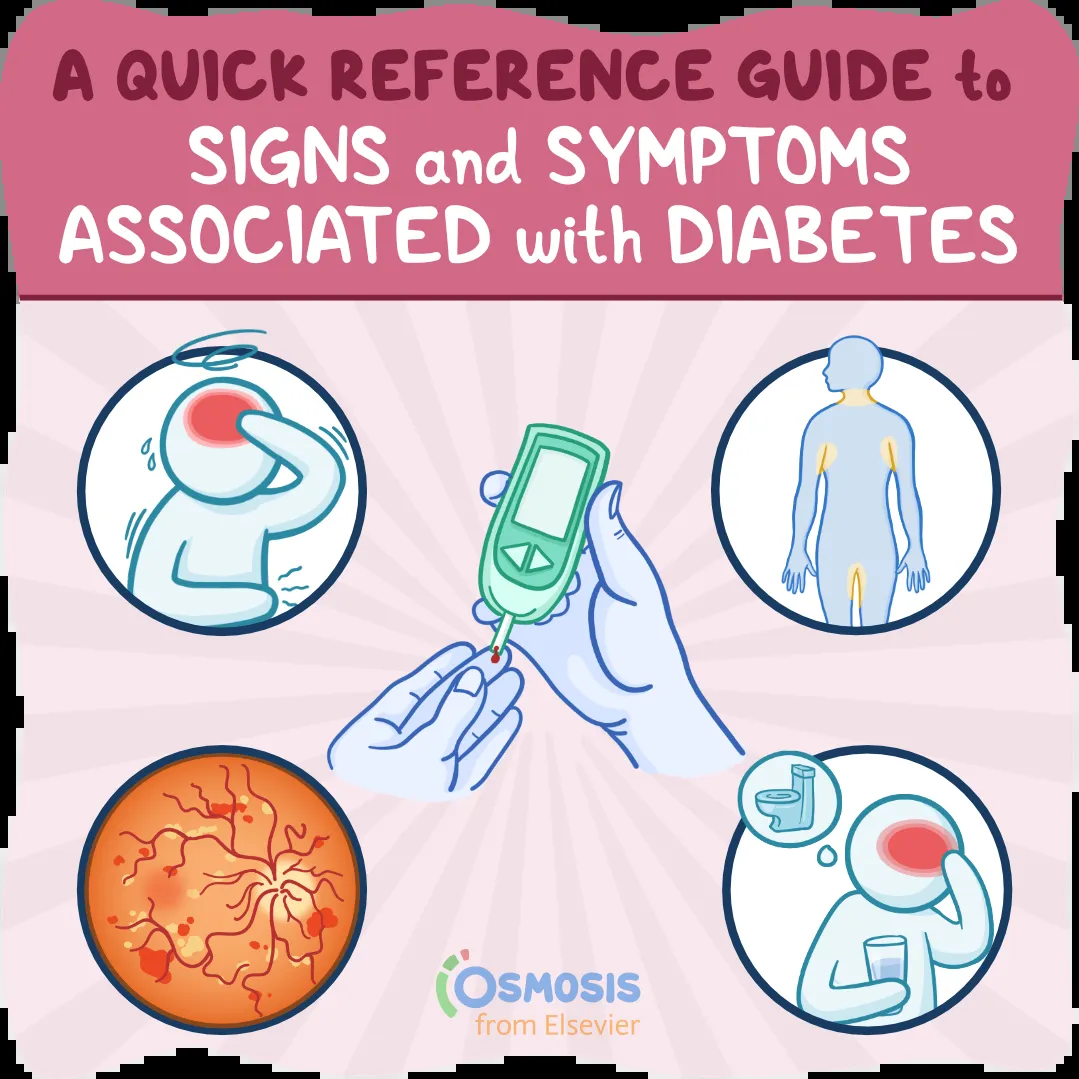 A QUICK REFERENCE GUIDE to
SIGNS and SYMPTOMS
ASSOCIATED with DIABETES
OSMOSIS
from Elsevier